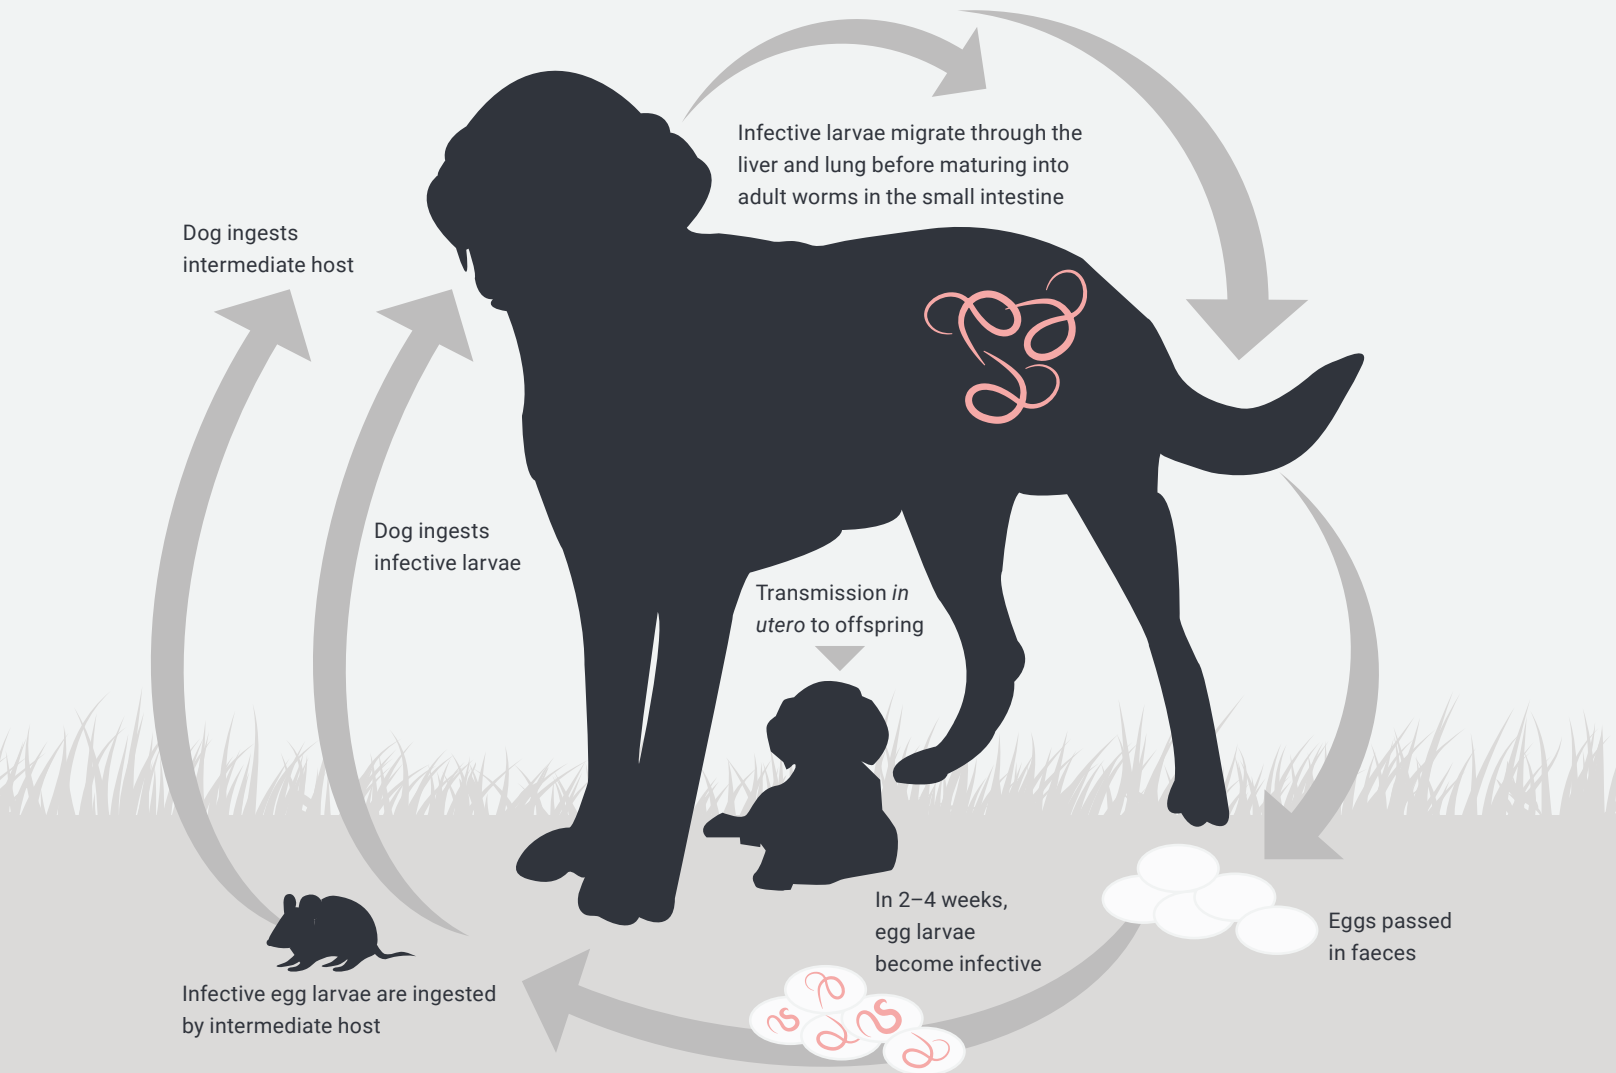 Infective larvae migrate through the
liver and lung before maturing into
adult worms in the small intestine
Dog ingests
intermediate host
Dog ingests
infective larvae
Transmission in
utero to offspring
In 2–4 weeks,
egg larvae
become infective
Eggs passed
in faeces
Infective egg larvae are ingested
by intermediate host